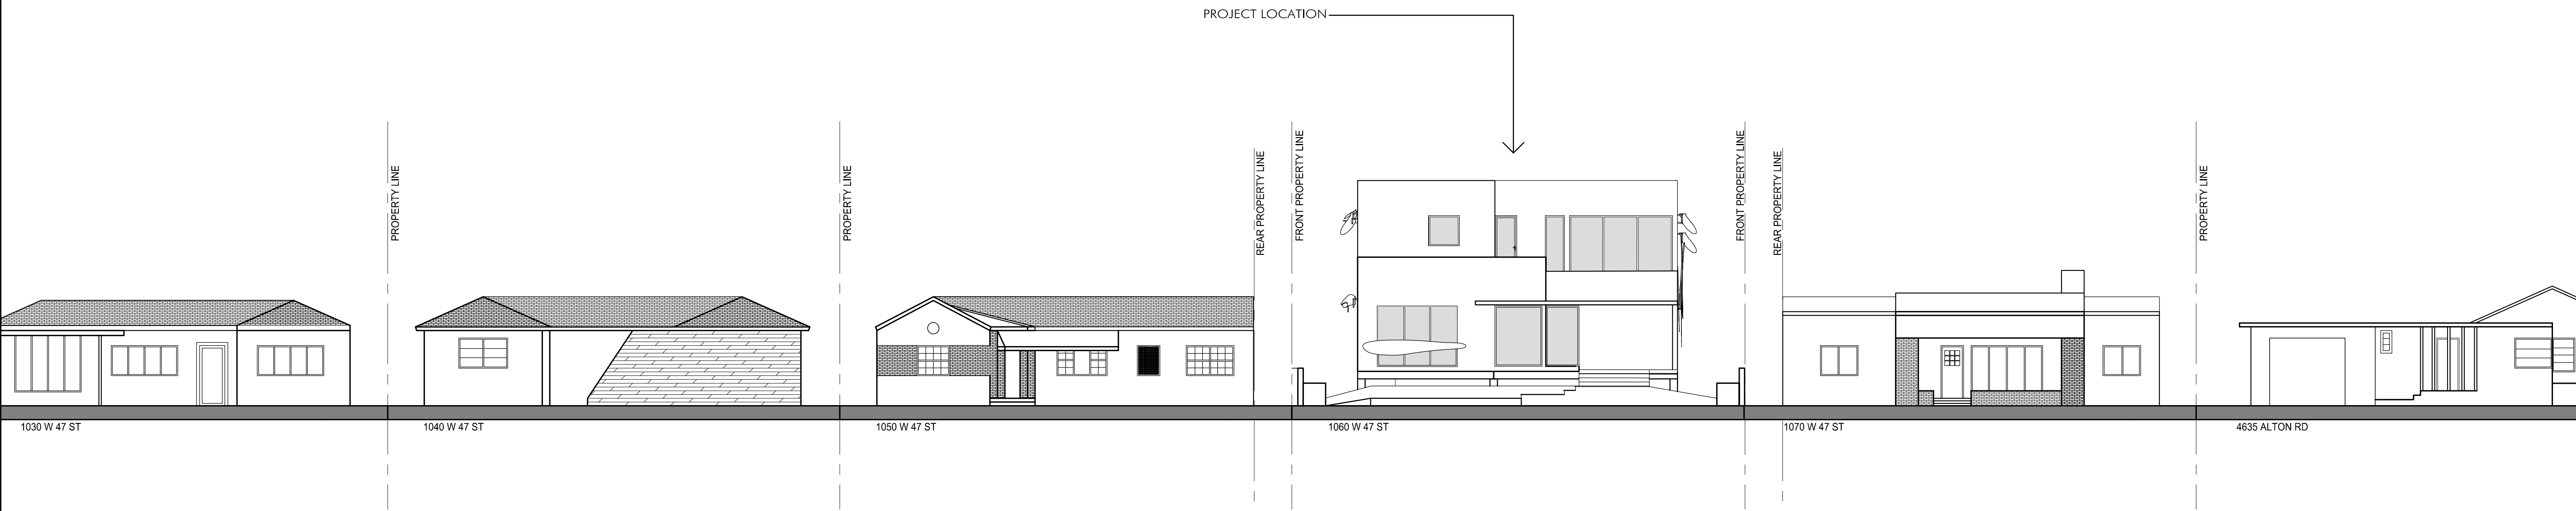 PROJECT LOCATION
PROPERTY LINE
PROPERTY LINE
REAR PROPERTY LINE
FRONT PROPERTY LINE
FRONT PROPERTY LINE
REAR PROPERTY LINE
PROPERTY LINE
1030 W 47 ST
1040 W 47 ST
1050 W 47 ST
1060 W 47 ST
1070 W 47 ST
4635 ALTON RD